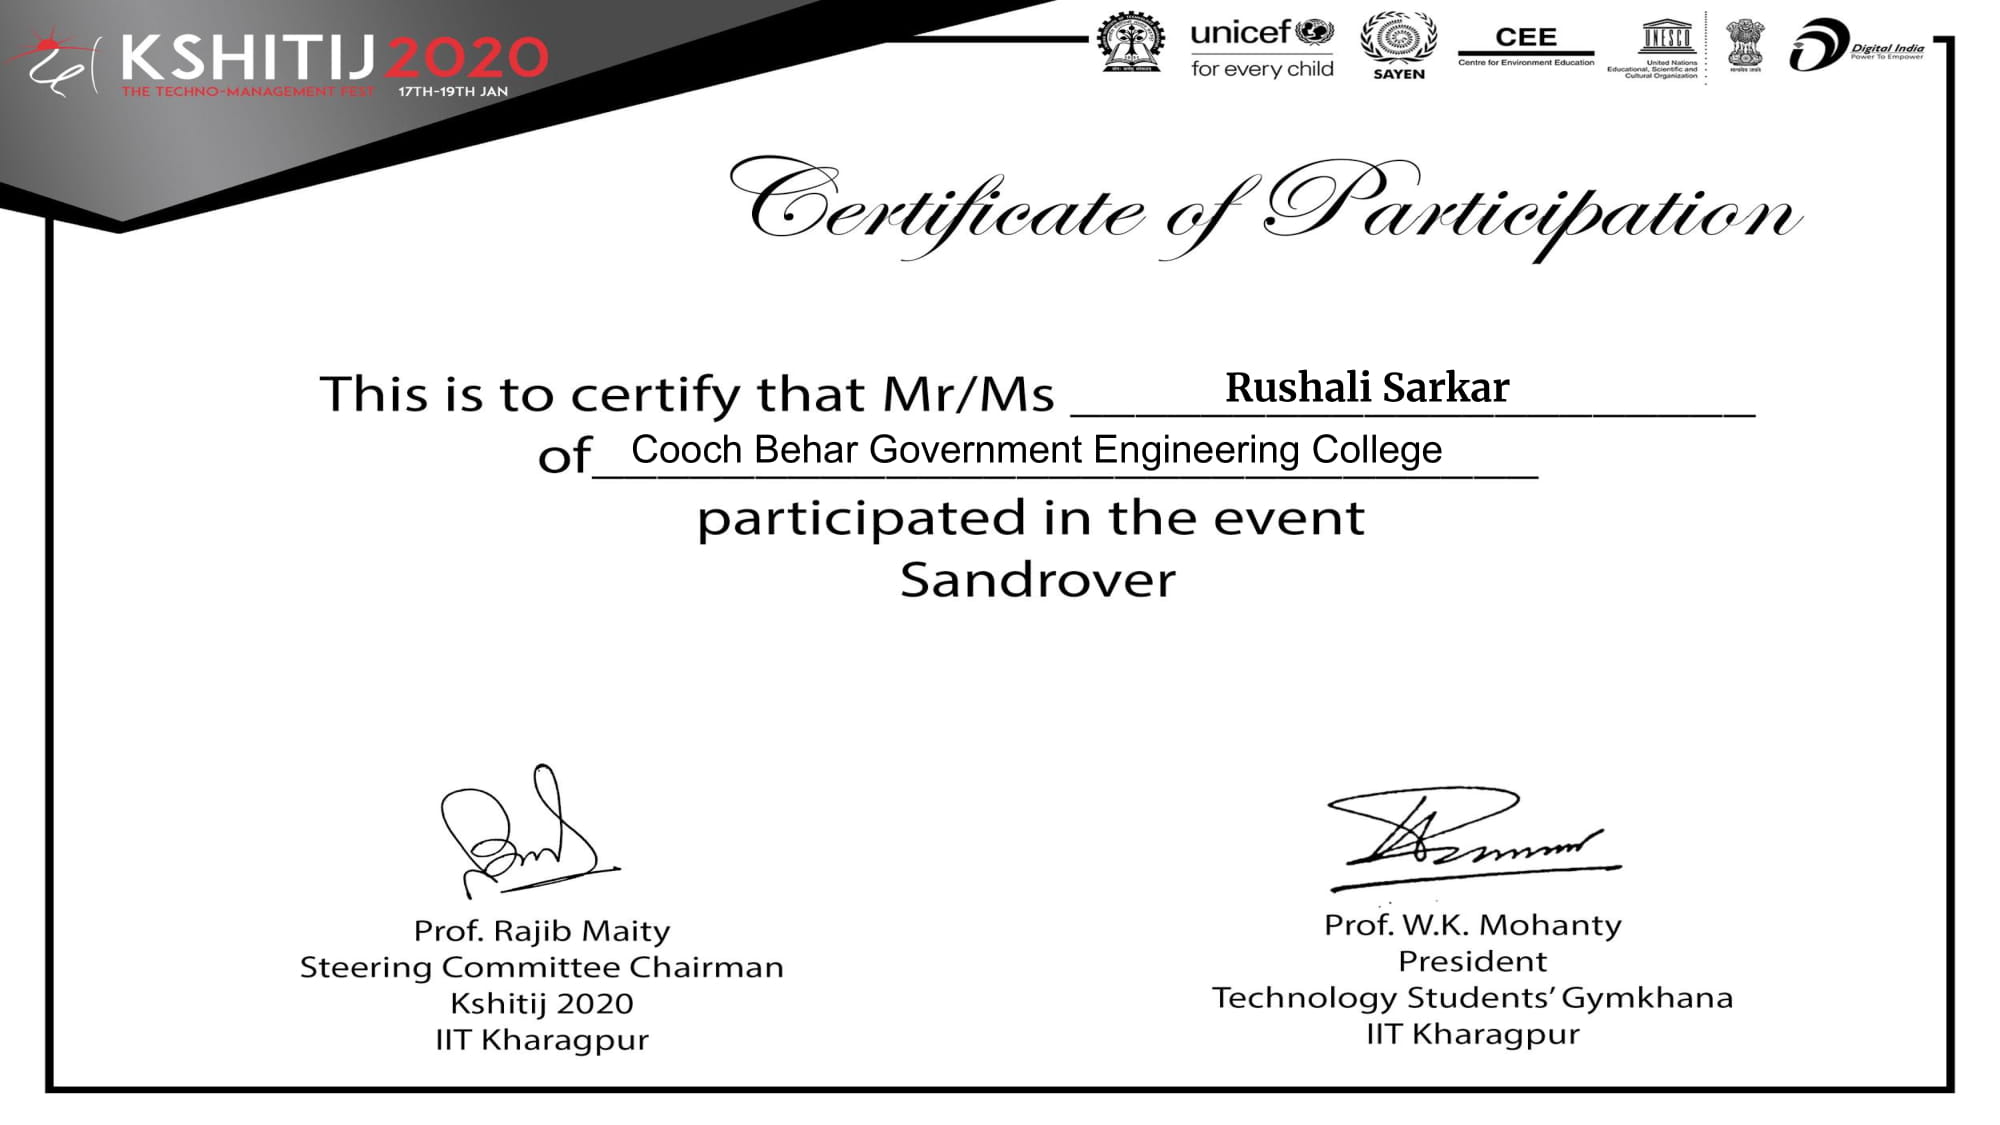 KSHITIJ 2020
THE TECHNO-MANAGEMENT FEST 17TH-19TH JAN
unicef
for every child
SAYEN
CEE
Centre for Environment Education
UNESCO
United Nations
Educational, Scientific and
Cultural Organization
Digital India
Power To Empower
Certificate of Participation
This is to certify that Mr/Ms Rushali Sarkar
of Cooch Behar Government Engineering College
participated in the event
Sandrover
Prof. Rajib Maity
Steering Committee Chairman
Kshitij 2020
IIT Kharagpur
Prof. W.K. Mohanty
President
Technology Students’ Gymkhana
IIT Kharagpur